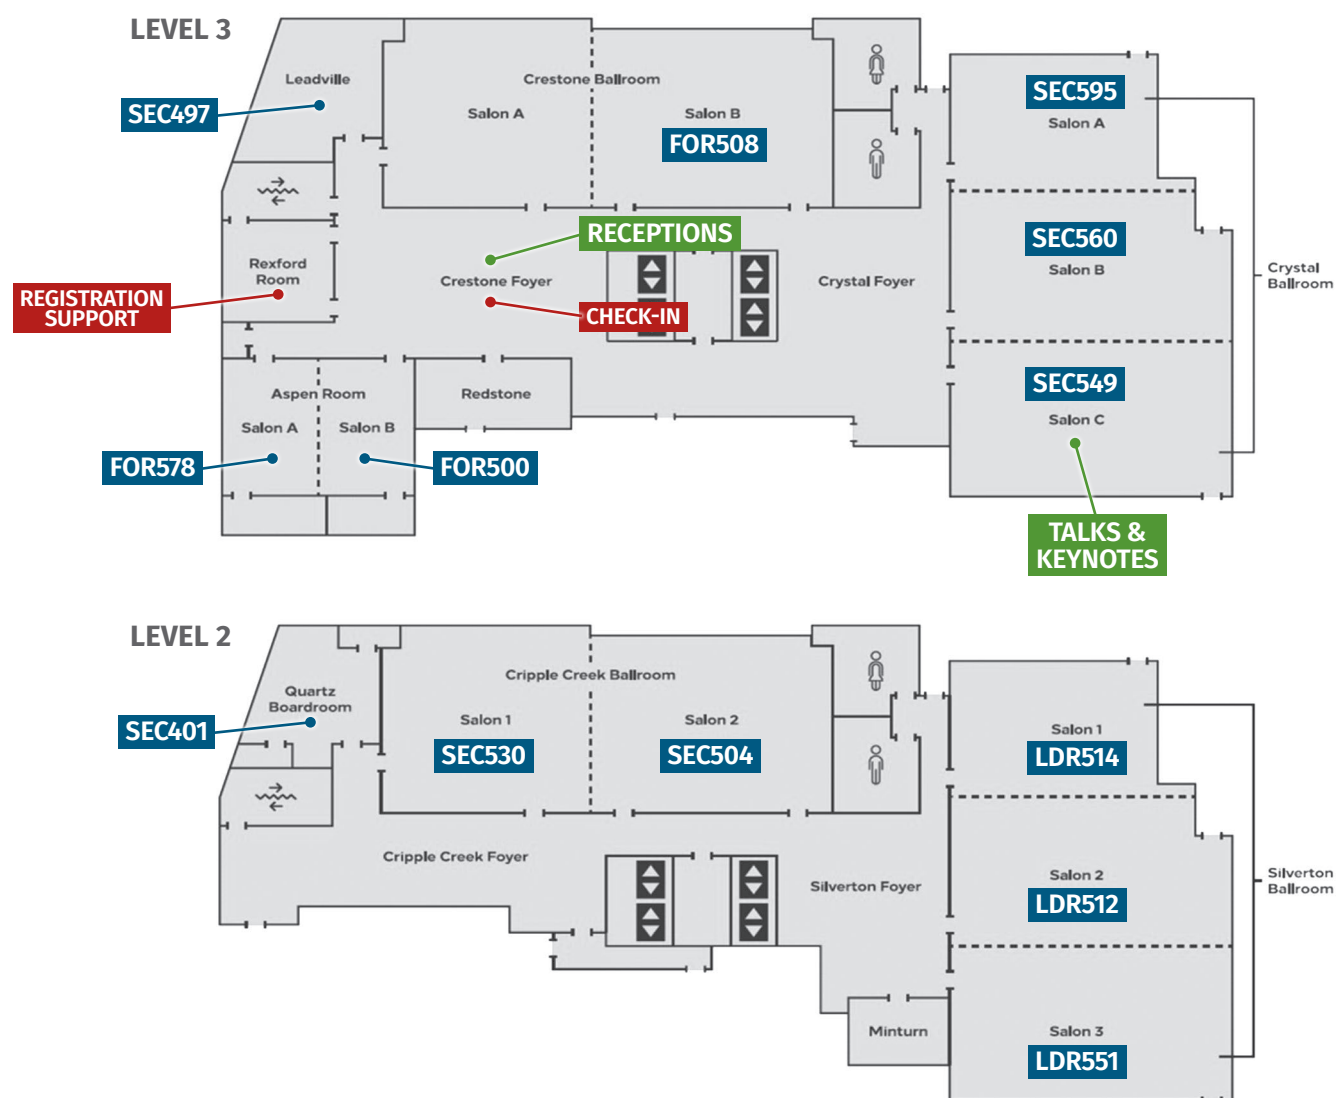 LEVEL 3
Leadville
SEC497
Crestone Ballroom
Salon A
Salon B
FOR508
SEC595
Salon A
RECEPTIONS
SEC560
Salon B
Rexford
Room
REGISTRATION
SUPPORT
Crestone Foyer
CHECK-IN
Crystal Foyer
Crystal
Ballroom
Aspen Room
Salon A
Salon B
Redstone
SEC549
Salon C
FOR578
FOR500
TALKS &
KEYNOTES
LEVEL 2
Quartz
Boardroom
SEC401
Cripple Creek Ballroom
Salon 1
SEC530
Salon 2
SEC504
Salon 1
LDR514
Cripple Creek Foyer
Silverton Foyer
Salon 2
LDR512
Silverton
Ballroom
Minturn
Salon 3
LDR551